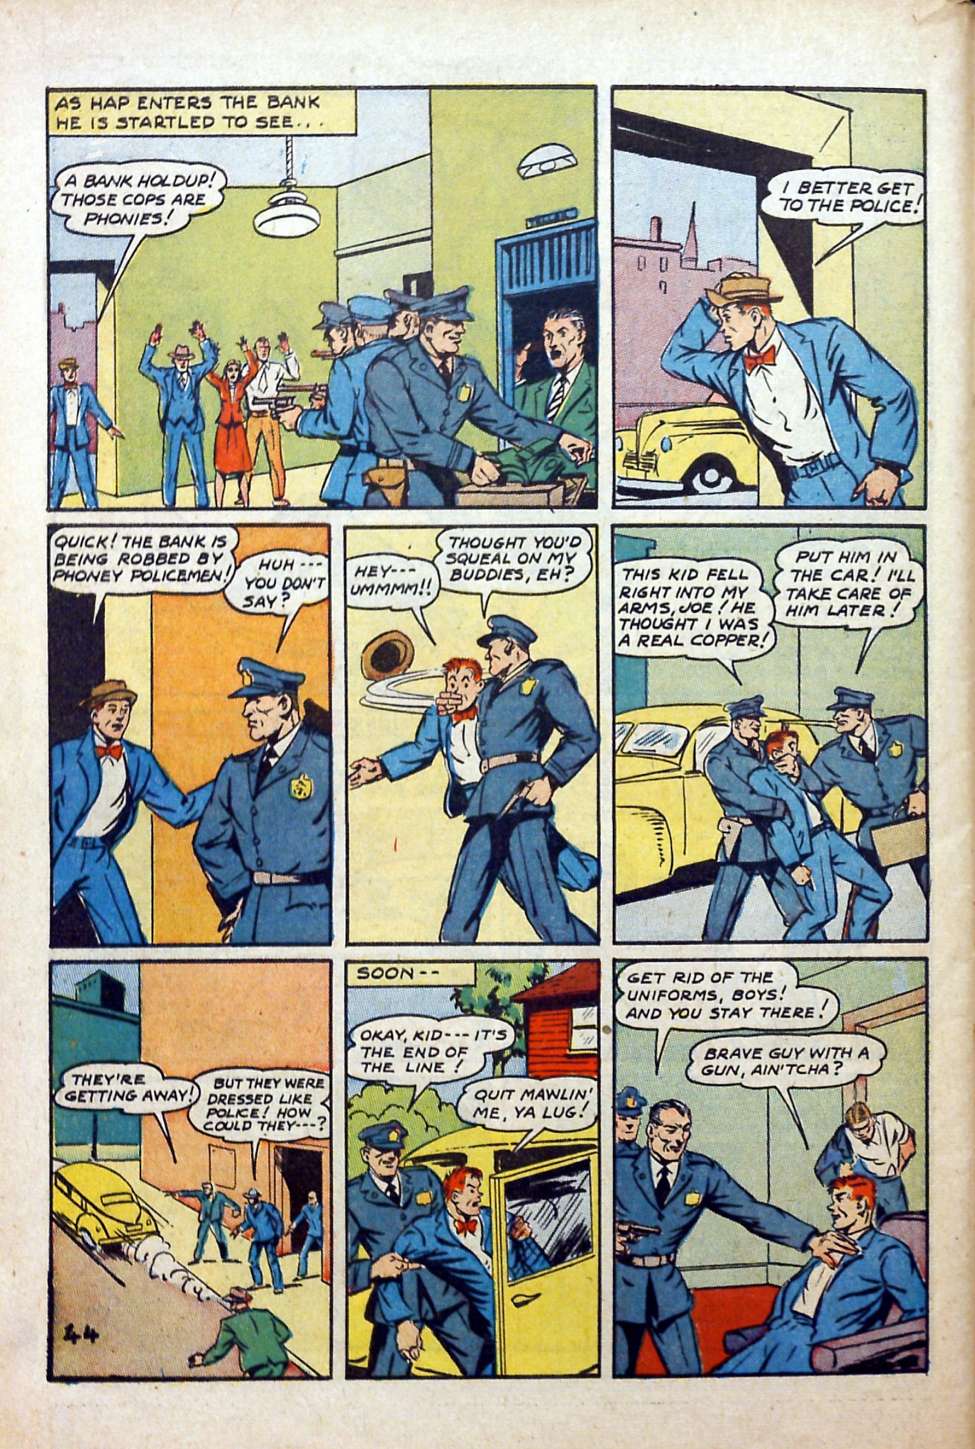 AS HAP ENTERS THE BANK
HE IS STARTLED TO SEE...
A BANK HOLDUP!
THOSE COPS ARE
PHONIES!
I BETTER GET
TO THE POLICE!
QUICK! THE BANK IS
BEING ROBBED BY
PHONEY POLICEMEN!
HUH ---
YOU DON'T
SAY?
HEY---
UMMMM!!
THOUGHT YOU'D
SQUEAL ON MY
BUDDIES, EH?
THIS KID FELL
RIGHT INTO MY
ARMS, JOE! HE
THOUGHT I WAS
A REAL COPPER!
PUT HIM IN
THE CAR! I'LL
TAKE CARE OF
HIM LATER!
THEY'RE
GETTING AWAY!
BUT THEY WERE
DRESSED LIKE
POLICE! HOW
COULD THEY---?
44
SOON--
OKAY, KID--- IT'S
THE END OF
THE LINE!
QUIT MAWLIN'
ME, YA LUG!
GET RID OF THE
UNIFORMS, BOYS!
AND YOU STAY THERE!
BRAVE GUY WITH A
GUN, AIN'TCHA?